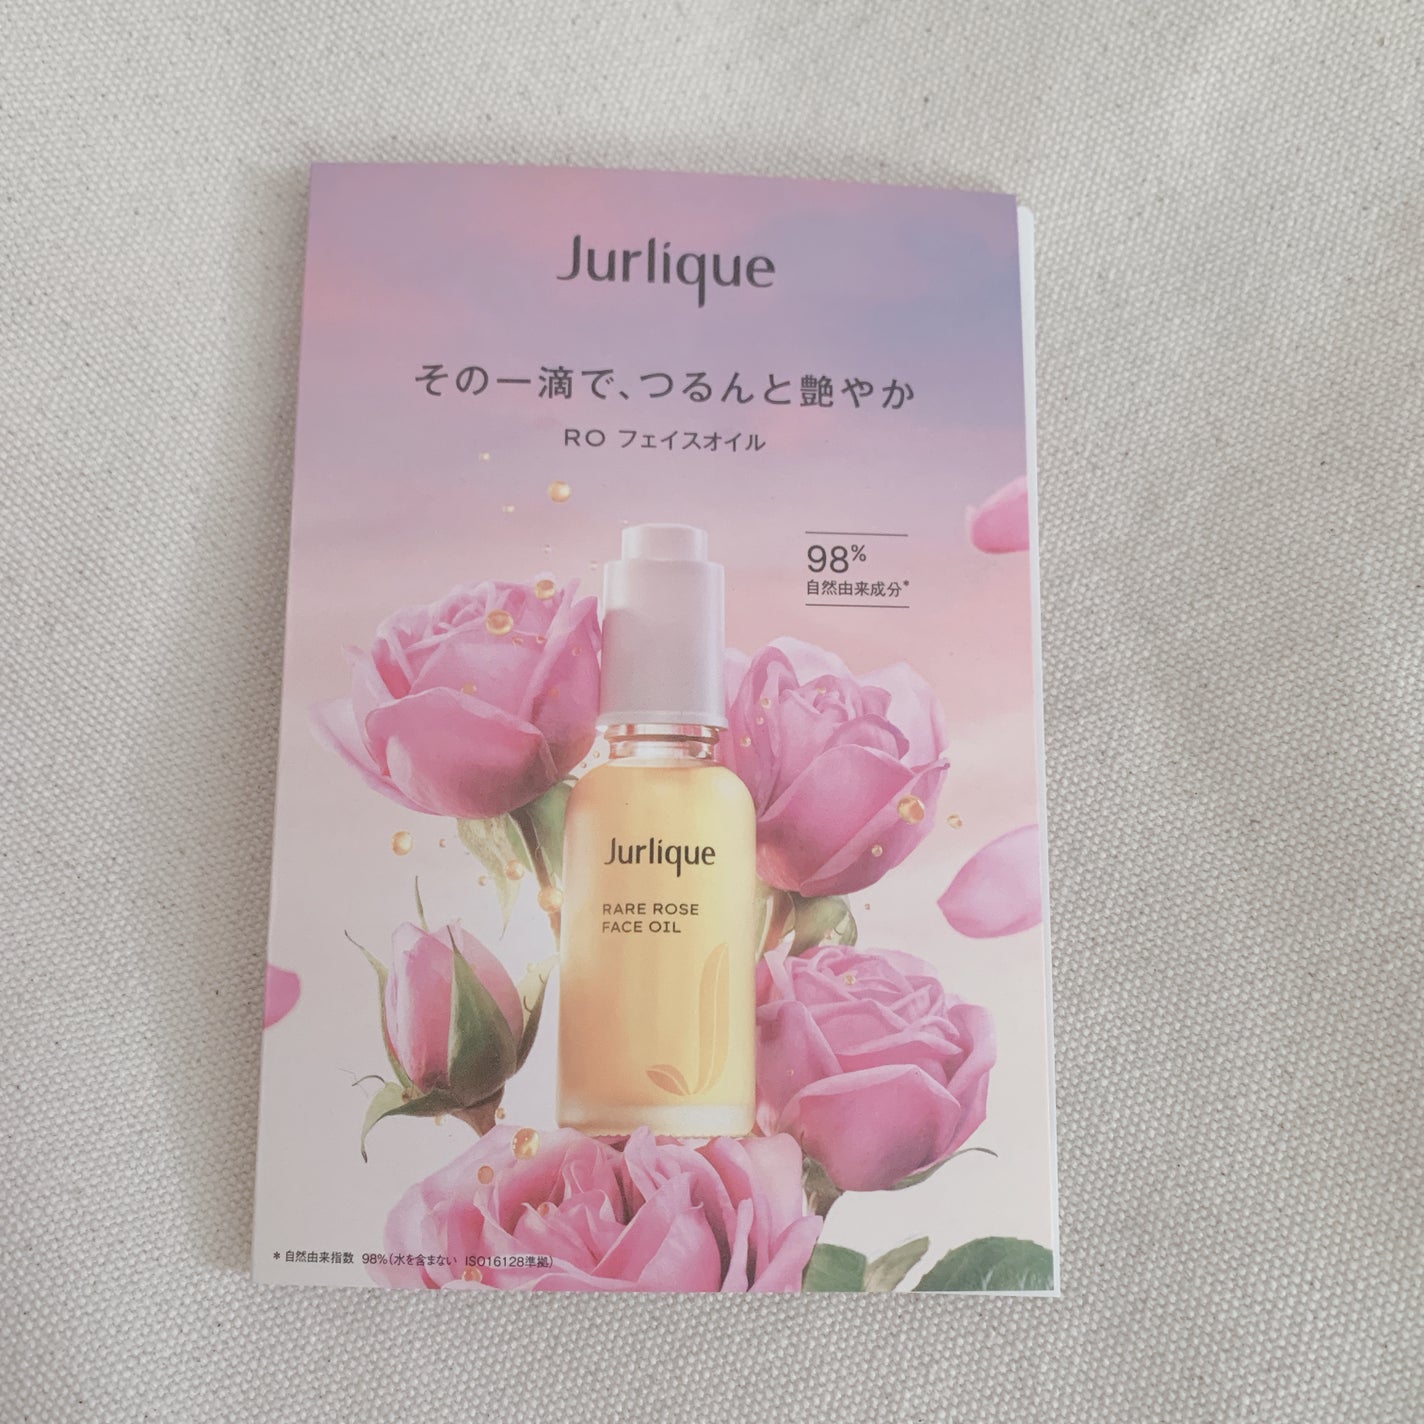 Jurlique
その一滴で、つるんと艶やか
RO フェイスオイル
98%
自然由来成分*
Jurlique
RARE ROSE
FACE OIL
* 自然由来指数 98%(水を含まない ISO16128準拠)